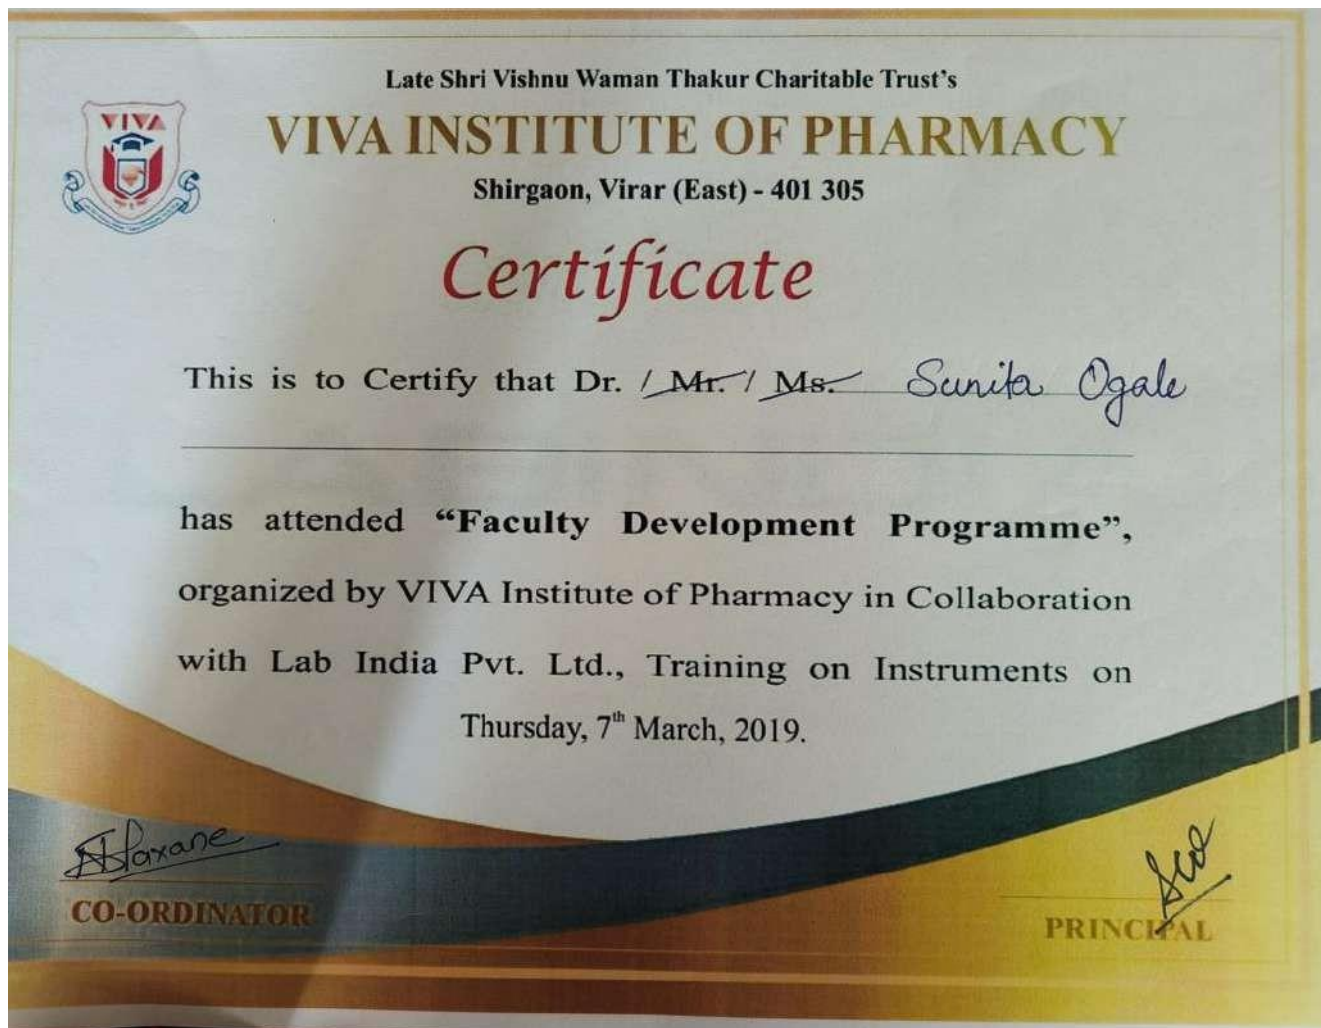 Late Shri Vishnu Waman Thakur Charitable Trust's
VIVA
VIVA INSTITUTE OF PHARMACY
Shirgaon, Virar (East) - 401 305
Certificate
This is to Certify that Dr. / Mr. / Ms. Sunita Ogale
has attended “Faculty Development Programme”,
organized by VIVA Institute of Pharmacy in Collaboration
with Lab India Pvt. Ltd., Training on Instruments on
Thursday, 7th March, 2019.
CO-ORDINATOR
PRINCIPAL